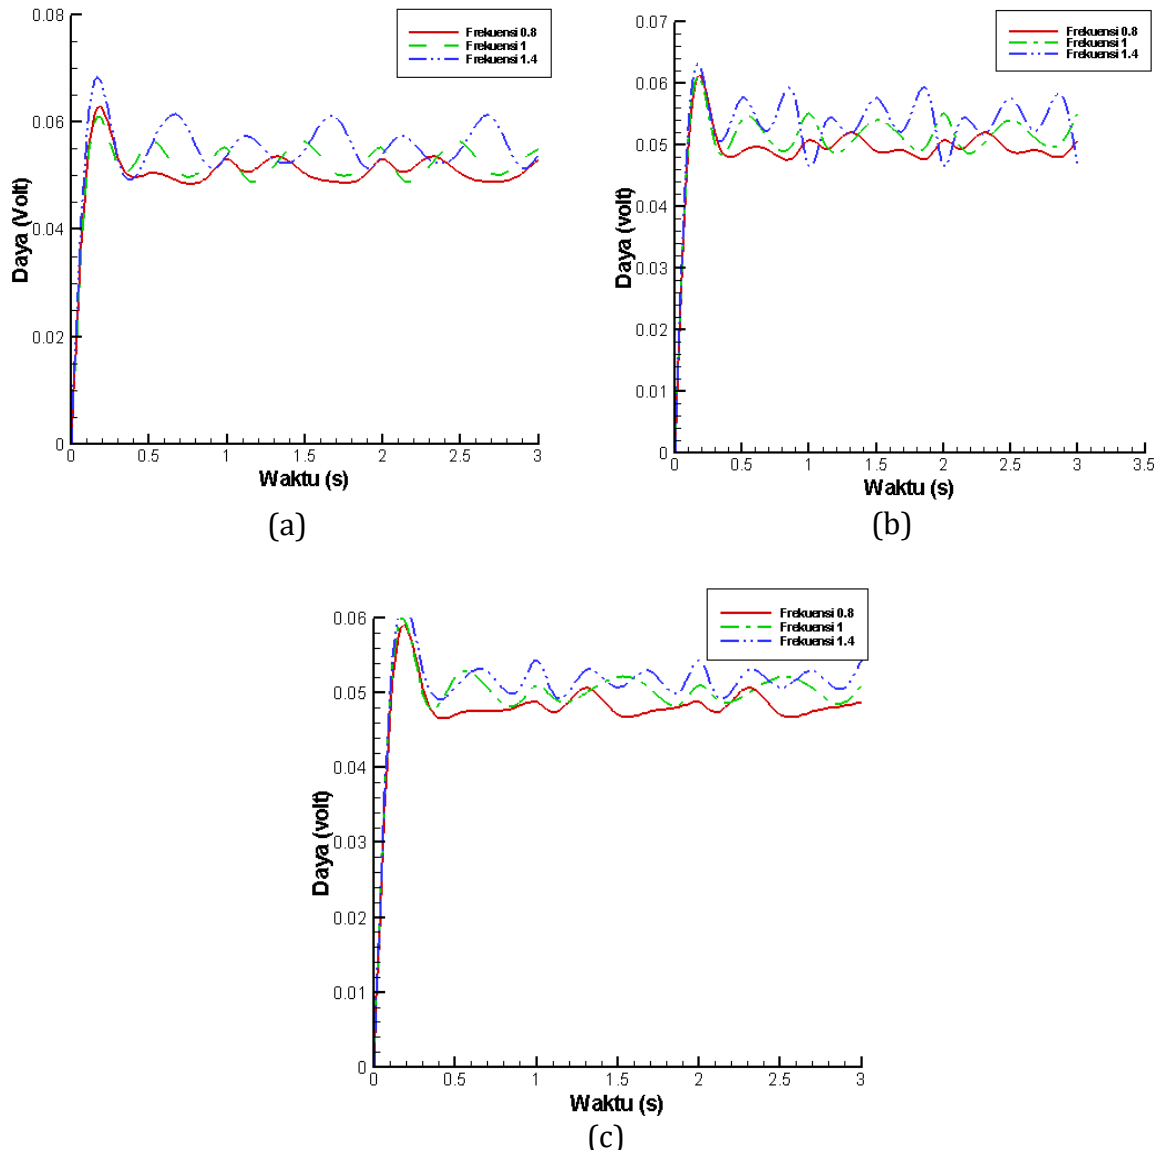 0.08
0.06
0.04
0.02
0
Daya (Volt)
Frekuensi 0.8
Frekuensi 1
Frekuensi 1.4
0 0.5 1 1.5 2 2.5 3
Waktu (s)
(a)
0.07
0.06
0.05
0.04
0.03
0.02
0.01
0
Daya (volt)
Frekuensi 0.8
Frekuensi 1
Frekuensi 1.4
0 0.5 1 1.5 2 2.5 3 3.5
Waktu (s)
(b)
0.06
0.05
0.04
0.03
0.02
0.01
0
Daya (volt)
Frekuensi 0.8
Frekuensi 1
Frekuensi 1.4
0 0.5 1 1.5 2 2.5 3
Waktu (s)
(c)